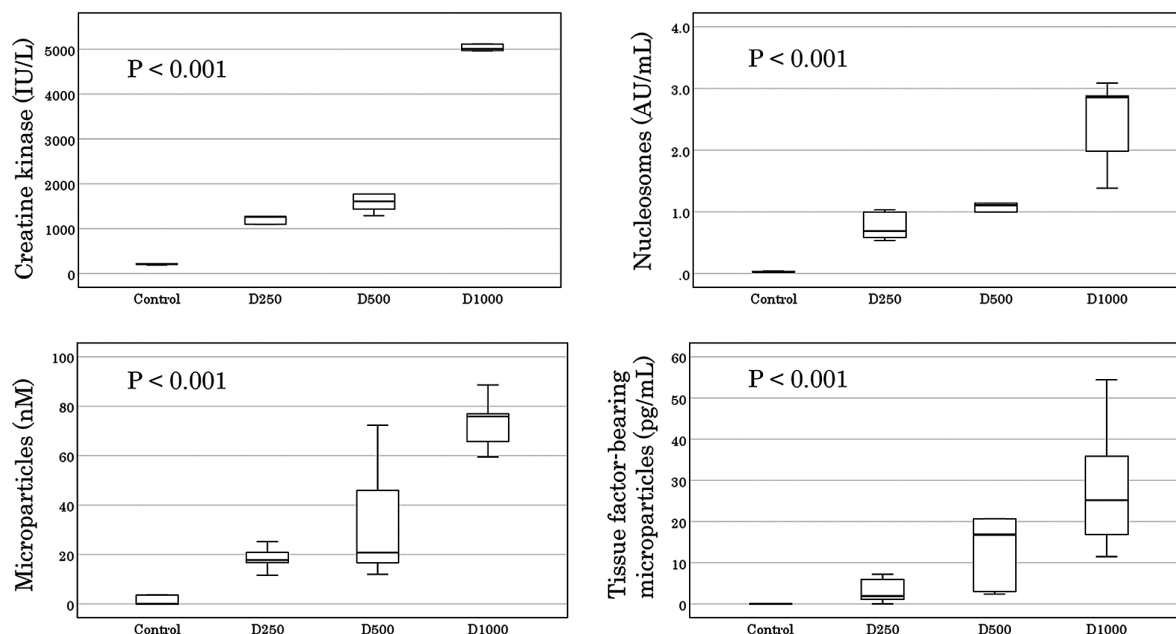 Creatine kinase (IU/L)
P < 0.001
5000
4000
3000
2000
1000
0
Control D250 D500 D1000
Nucleosomes (AU/mL)
P < 0.001
4.0
3.0
2.0
1.0
.0
Control D250 D500 D1000
Microparticles (nM)
P < 0.001
100
80
60
40
20
0
Control D250 D500 D1000
Tissue factor-bearing
microparticles (pg/mL)
P < 0.001
60
50
40
30
20
10
0
Control D250 D500 D1000